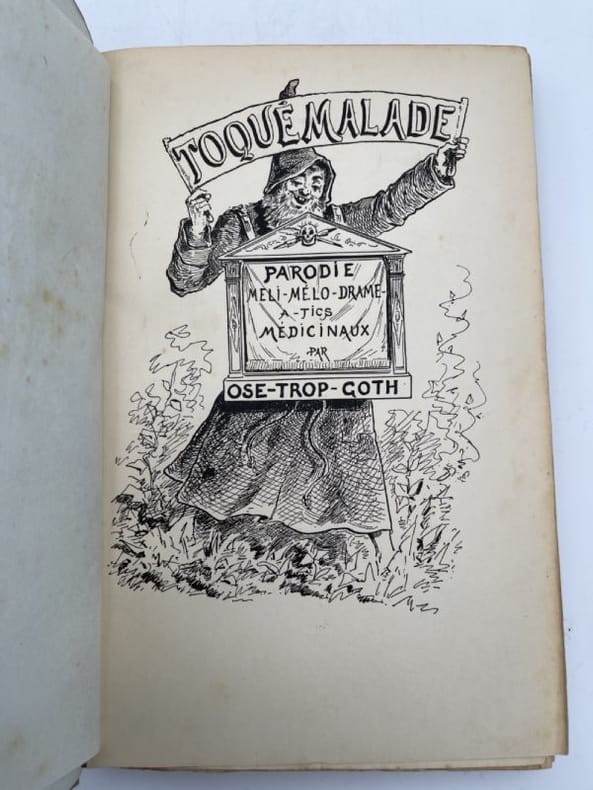 TOQUÉMALADE
PARODIE
MÉLI-MÉLO-DRAME-
A-TICS
MÉDICINAUX
PAR
OSE-TROP-GOTH